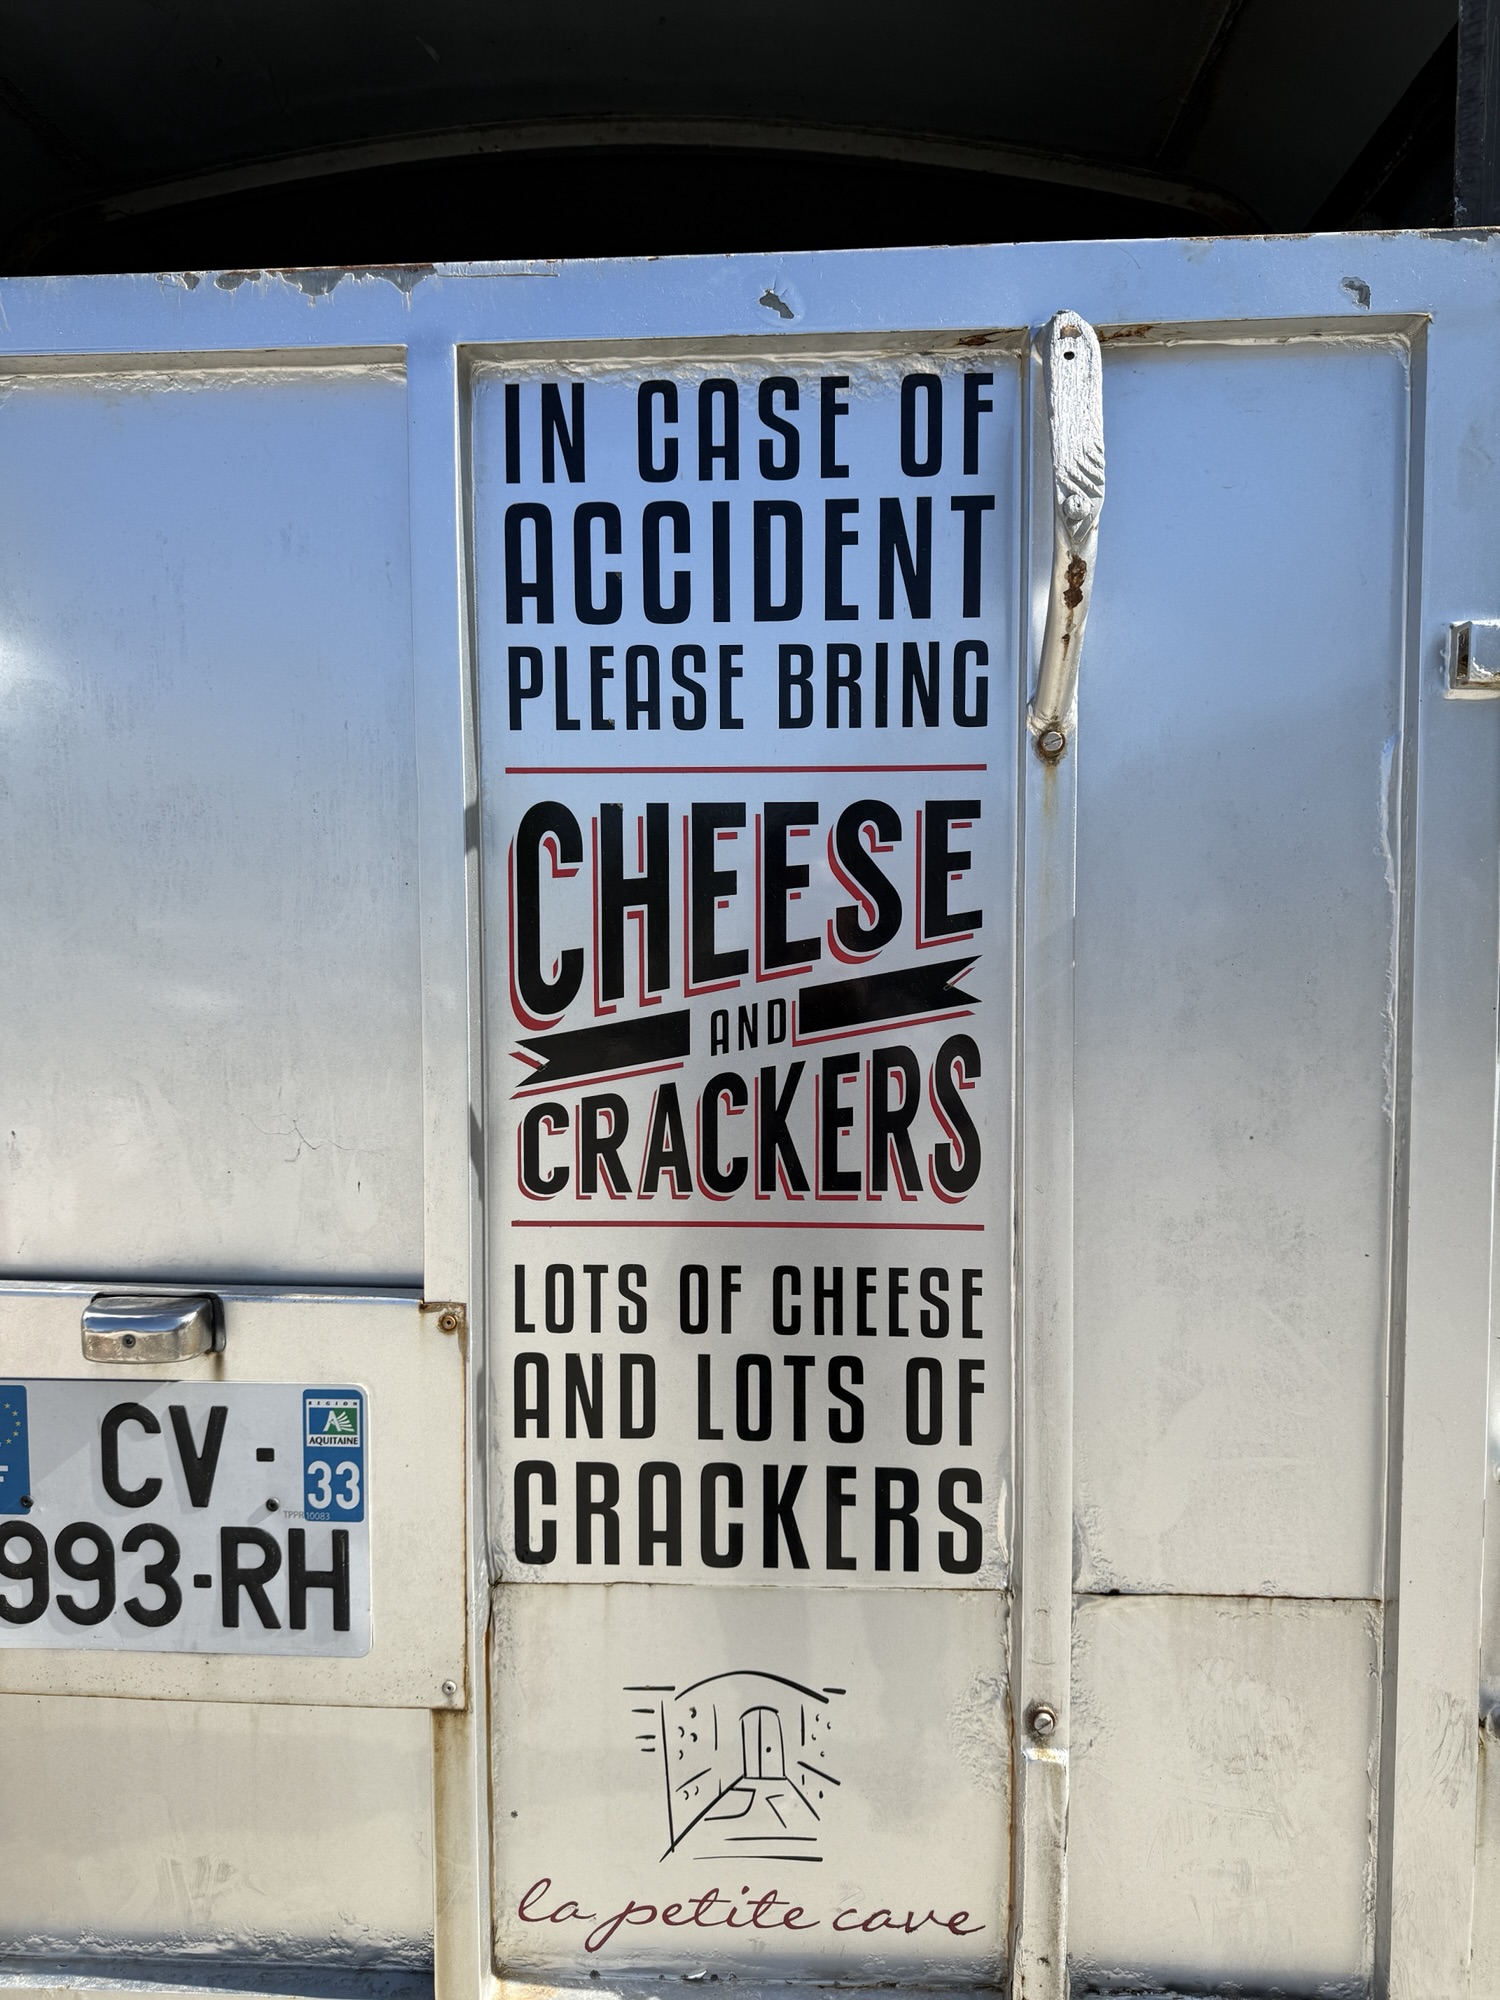 IN CASE OF
ACCIDENT
PLEASE BRING
CHEESE
AND
CRACKERS
LOTS OF CHEESE
AND LOTS OF
CRACKERS
la petite cave
F
CV-
993-RH
REGION
AQUITAINE
33